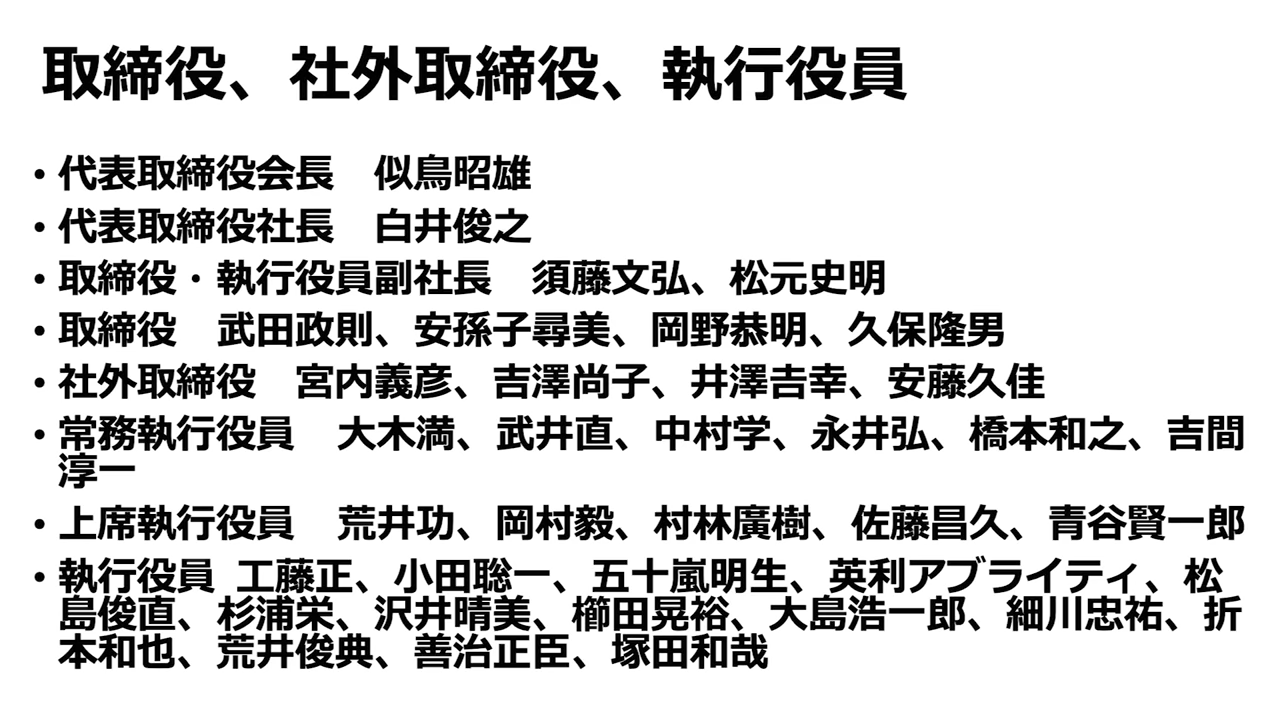 取締役、社外取締役、執行役員
• 代表取締役会長　似鳥昭雄
• 代表取締役社長　白井俊之
• 取締役・執行役員副社長　須藤文弘、松元史明
• 取締役　武田政則、安孫子尋美、岡野恭明、久保隆男
• 社外取締役　宮内義彦、吉澤尚子、井澤𠮷幸、安藤久佳
• 常務執行役員　大木満、武井直、中村学、永井弘、橋本和之、吉間
淳一
• 上席執行役員　荒井功、岡村毅、村林廣樹、佐藤昌久、青谷賢一郎
• 執行役員 工藤正、小田聡一、五十嵐明生、英利アブライティ、松
島俊直、杉浦栄、沢井晴美、櫛田晃裕、大島浩一郎、細川忠祐、折
本和也、荒井俊典、善治正臣、塚田和哉